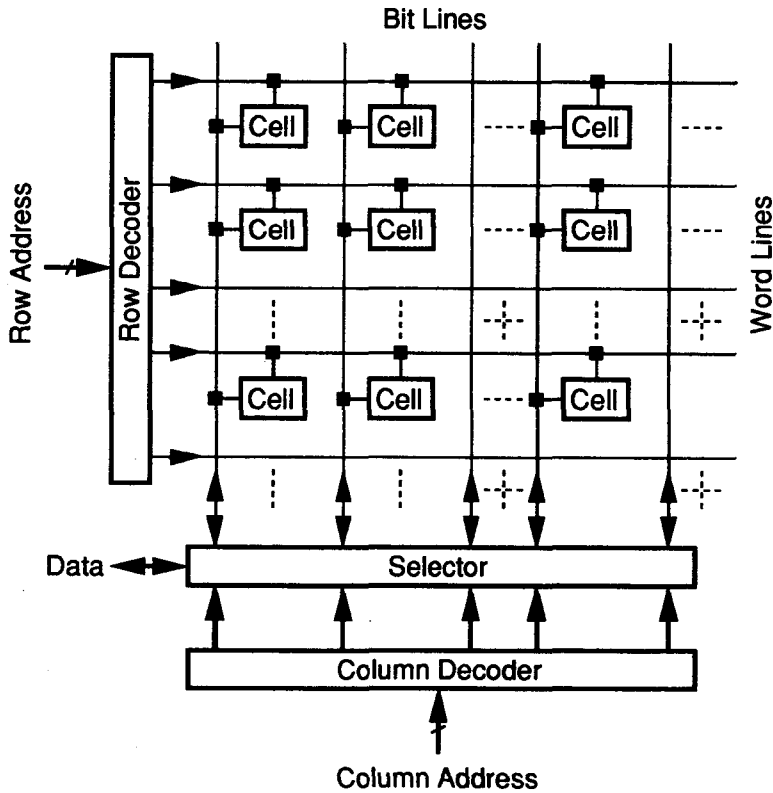 Bit Lines
Cell Cell Cell
Cell Cell Cell
Row Address
Row Decoder
Word Lines
Cell Cell Cell
Data
Selector
Column Decoder
Column Address